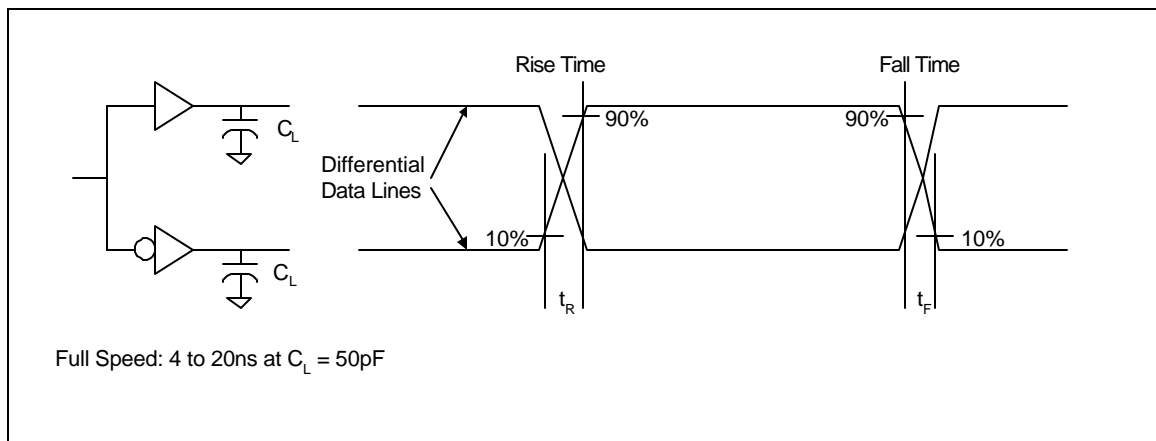 Rise Time
Fall Time
90%
90%
C_L
Differential
Data Lines
10%
10%
C_L
t_R
t_F
Full Speed: 4 to 20ns at C_L = 50pF